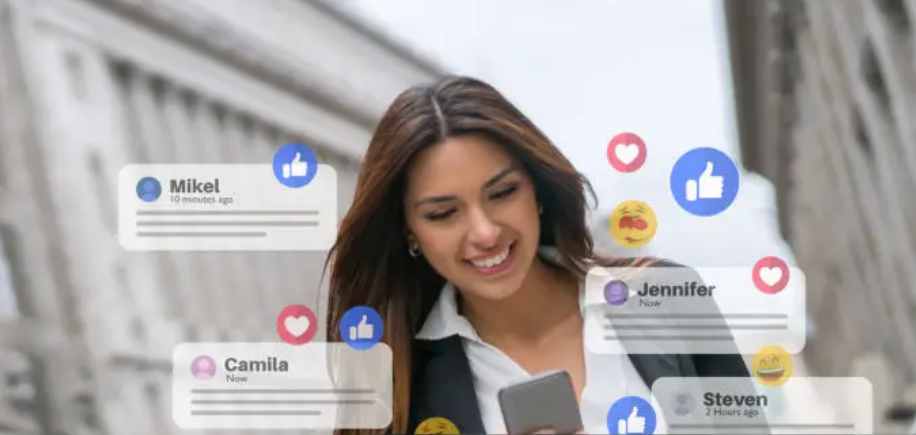 Mikel
10 minutes ago
Jennifer
Now
Camila
Now
Steven
2 Hours ago